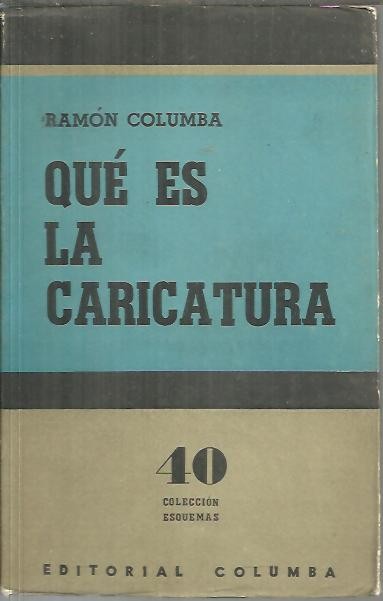 RAMÓN COLUMBA
QUÉ ES
LA
CARICATURA
40
COLECCIÓN
ESQUEMAS
EDITORIAL COLUMBA